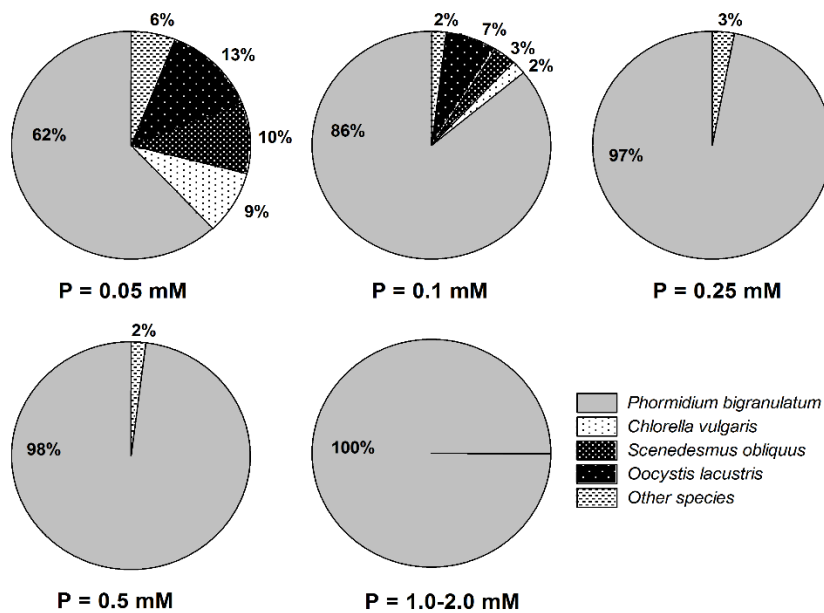 6%
13%
62%
10%
9%
P = 0.05 mM
2%
7%
3%
2%
86%
P = 0.1 mM
3%
97%
P = 0.25 mM
2%
98%
P = 0.5 mM
100%
P = 1.0-2.0 mM
Phormidium bigranulatum
Chlorella vulgaris
Scenedesmus obliquus
Oocystis lacustris
Other species